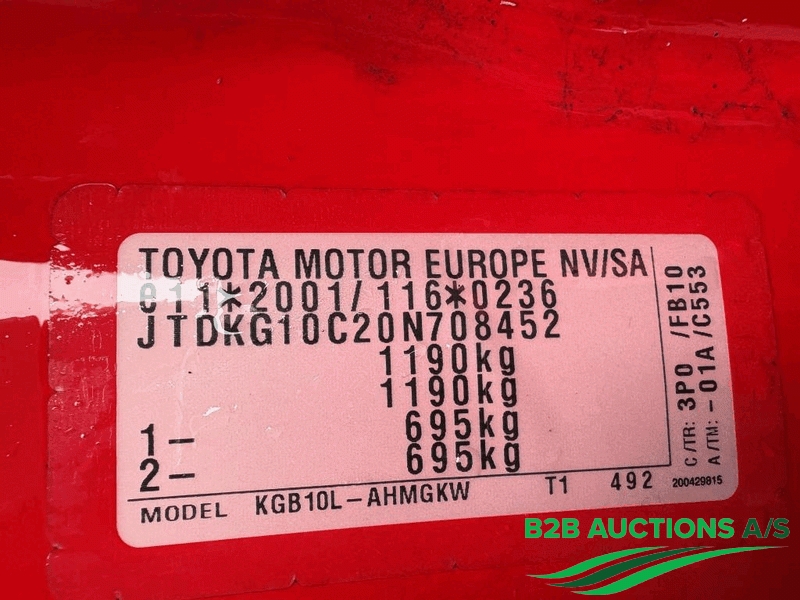 TOYOTA MOTOR EUROPE NV/SA
e11*2001/116*0236
JTDKG10C20N708452
1190kg
1190kg
1- 695kg
2- 695kg
MODEL KGB10L-AHMGKW T1 492
C/TR: 3P0 /FB10
A/TM: -01A /C553
200429815
B2B AUCTIONS A/S